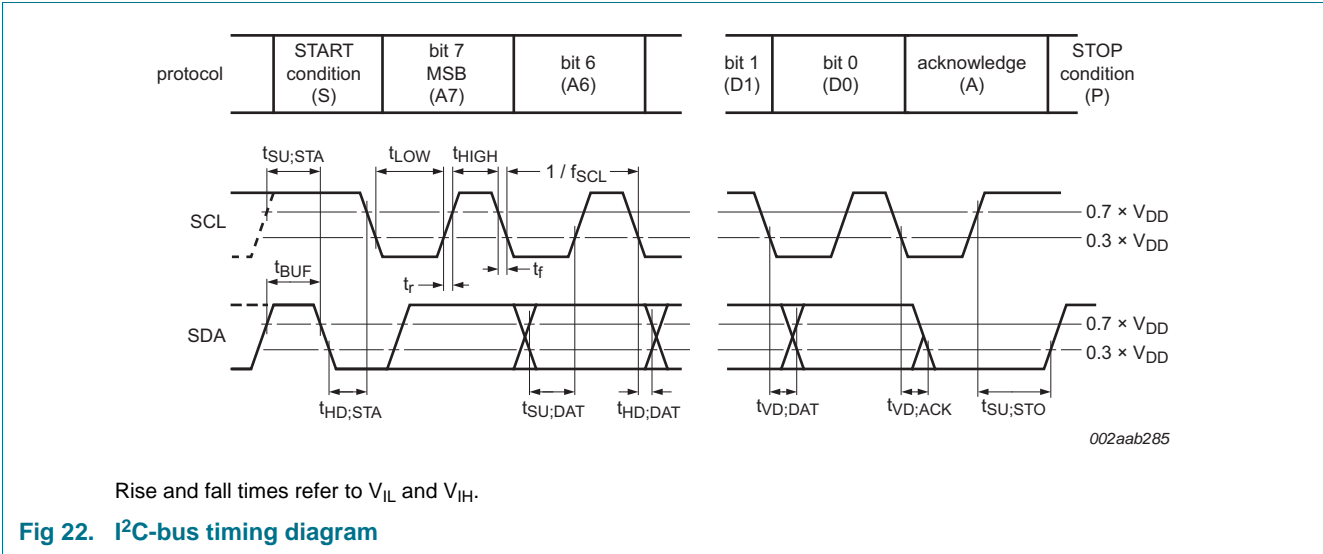 protocol
START
condition
(S)
bit 7
MSB
(A7)
bit 6
(A6)
bit 1
(D1)
bit 0
(D0)
acknowledge
(A)
STOP
condition
(P)
tSU;STA
tLOW
tHIGH
1 / fSCL
SCL
0.7 × VDD
0.3 × VDD
tBUF
tr
tf
SDA
0.7 × VDD
0.3 × VDD
tHD;STA
tSU;DAT
tHD;DAT
tVD;DAT
tVD;ACK
tSU;STO
002aab285
Rise and fall times refer to VIL and VIH.
Fig 22. I²C-bus timing diagram